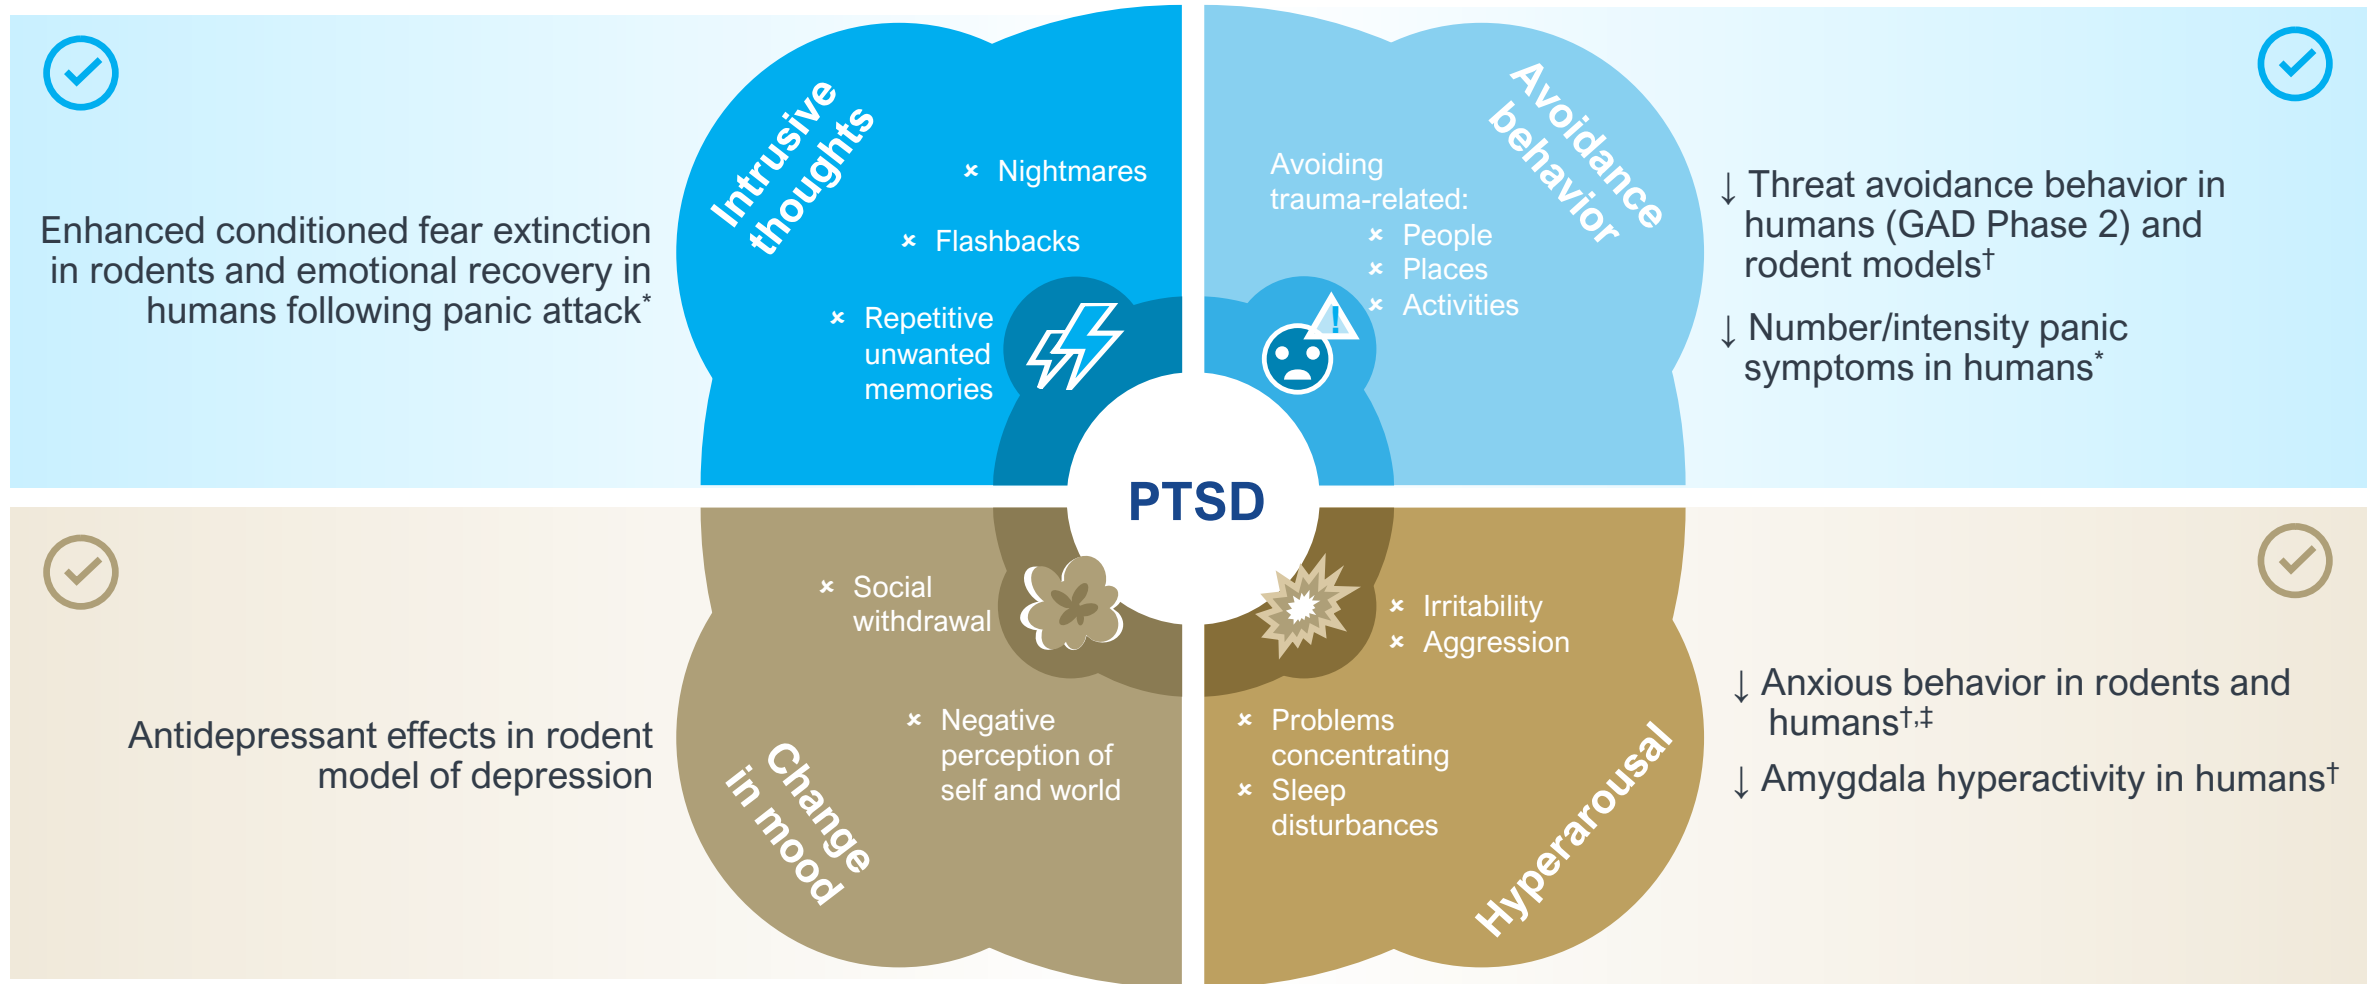 Enhanced conditioned fear extinction
in rodents and emotional recovery in
humans following panic attack*
Intrusive
thoughts
× Nightmares
× Flashbacks
× Repetitive
unwanted
memories
Avoidance
behavior
Avoiding
trauma-related:
× People
× Places
× Activities
!
↓ Threat avoidance behavior in
humans (GAD Phase 2) and
rodent models†
↓ Number/intensity panic
symptoms in humans*
PTSD
Antidepressant effects in rodent
model of depression
Change
in mood
× Social
withdrawal
× Negative
perception of
self and world
× Irritability
× Aggression
× Problems
concentrating
× Sleep
disturbances
Hyperarousal
↓ Anxious behavior in rodents and
humans†,‡
↓ Amygdala hyperactivity in humans†